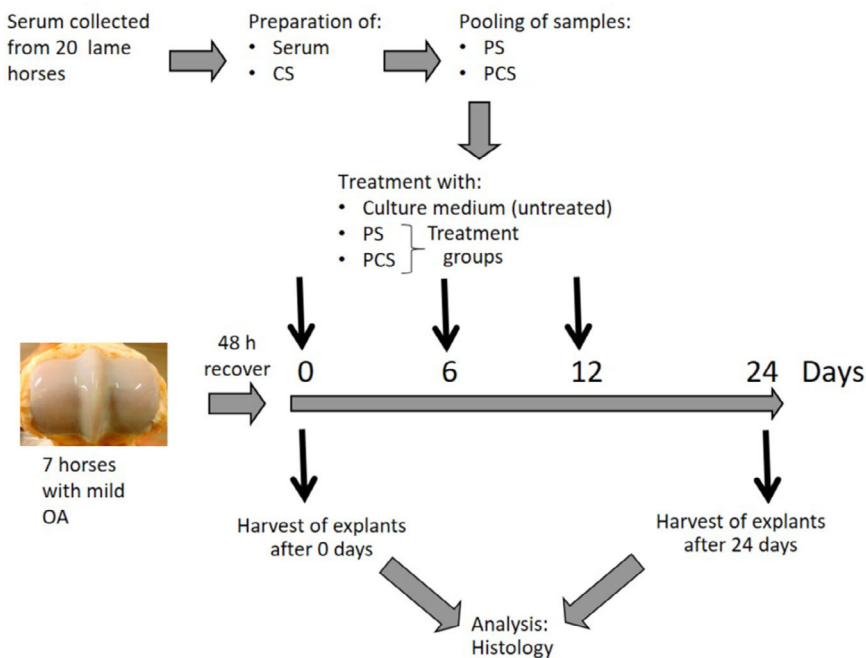 Serum collected
from 20 lame
horses
Preparation of:
• Serum
• CS
Pooling of samples:
• PS
• PCS
Treatment with:
• Culture medium (untreated)
• PS
• PCS
Treatment
groups
48 h
recover
0
6
12
24
Days
7 horses
with mild
OA
Harvest of explants
after 0 days
Harvest of explants
after 24 days
Analysis:
Histology